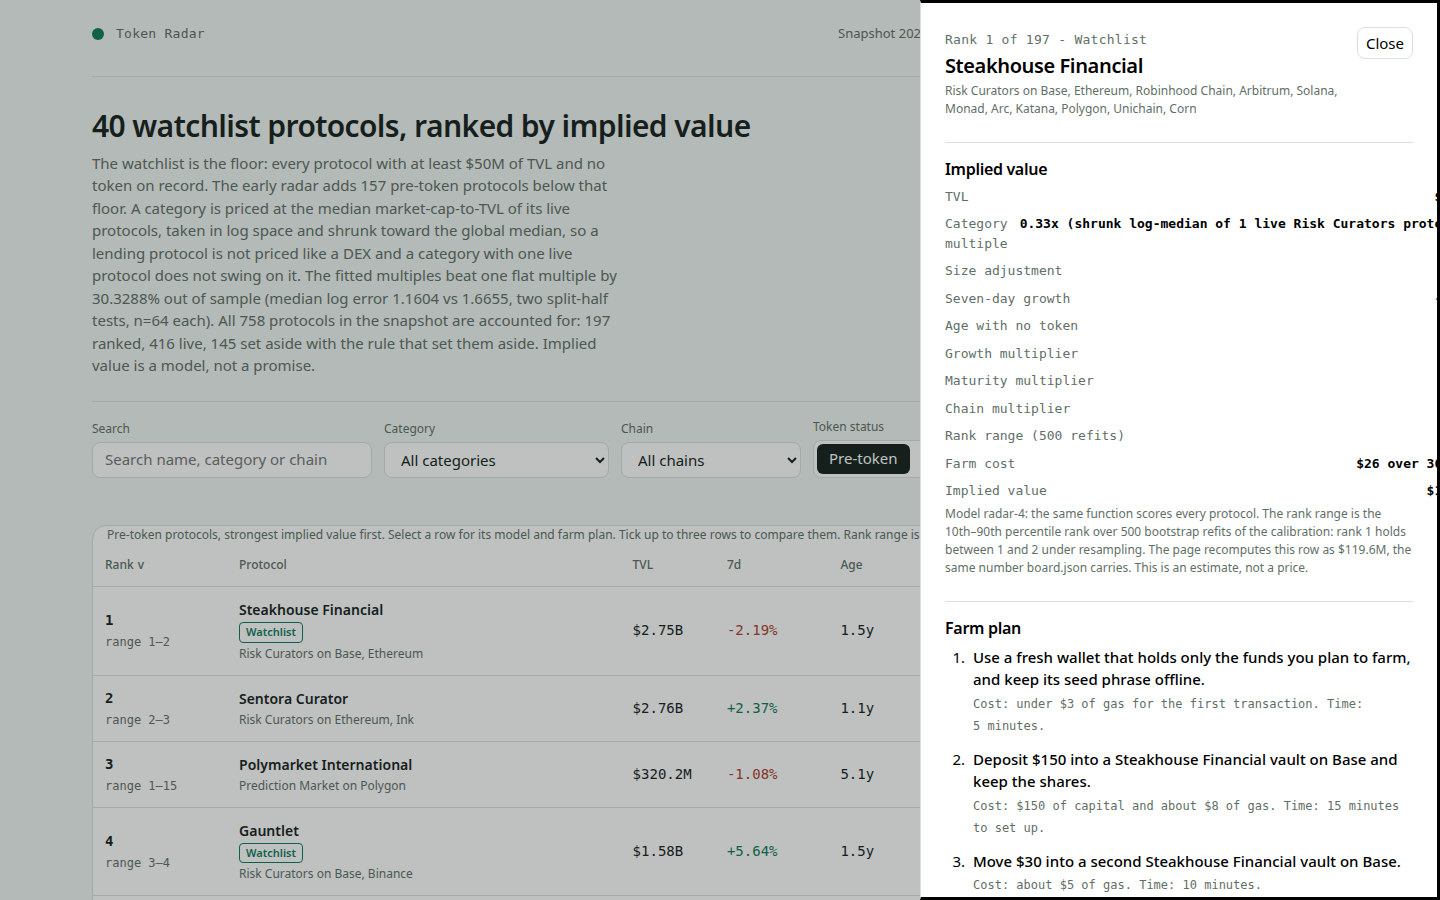 Token Radar
Snapshot 202
40 watchlist protocols, ranked by implied value
The watchlist is the floor: every protocol with at least $50M of TVL and no
token on record. The early radar adds 157 pre-token protocols below that
floor. A category is priced at the median market-cap-to-TVL of its live
protocols, taken in log space and shrunk toward the global median, so a
lending protocol is not priced like a DEX and a category with one live
protocol does not swing on it. The fitted multiples beat one flat multiple by
30.3288% out of sample (median log error 1.1604 vs 1.6655, two split-half
tests, n=64 each). All 758 protocols in the snapshot are accounted for: 197
ranked, 416 live, 145 set aside with the rule that set them aside. Implied
value is a model, not a promise.
Search
Category
Chain
Token status
Search name, category or chain
All categories
All chains
Pre-token
Pre-token protocols, strongest implied value first. Select a row for its model and farm plan. Tick up to three rows to compare them. Rank range is
Rank v
Protocol
TVL
7d
Age
1
range 1–2
Steakhouse Financial
Watchlist
Risk Curators on Base, Ethereum
$2.75B
-2.19%
1.5y
2
range 2–3
Sentora Curator
Risk Curators on Ethereum, Ink
$2.76B
+2.37%
1.1y
3
range 1–15
Polymarket International
Prediction Market on Polygon
$320.2M
-1.08%
5.1y
4
range 3–4
Gauntlet
Watchlist
Risk Curators on Base, Binance
$1.58B
+5.64%
1.5y
Rank 1 of 197 - Watchlist
Close
Steakhouse Financial
Risk Curators on Base, Ethereum, Robinhood Chain, Arbitrum, Solana,
Monad, Arc, Katana, Polygon, Unichain, Corn
Implied value
TVL
Category
multiple
0.33x (shrunk log-median of 1 live Risk Curators proto
Size adjustment
Seven-day growth
Age with no token
Growth multiplier
Maturity multiplier
Chain multiplier
Rank range (500 refits)
Farm cost
$26 over 30
Implied value
Model radar-4: the same function scores every protocol. The rank range is the
10th–90th percentile rank over 500 bootstrap refits of the calibration: rank 1 holds
between 1 and 2 under resampling. The page recomputes this row as $119.6M, the
same number board.json carries. This is an estimate, not a price.
Farm plan
1. Use a fresh wallet that holds only the funds you plan to farm,
and keep its seed phrase offline.
Cost: under $3 of gas for the first transaction. Time:
5 minutes.
2. Deposit $150 into a Steakhouse Financial vault on Base and
keep the shares.
Cost: $150 of capital and about $8 of gas. Time: 15 minutes
to set up.
3. Move $30 into a second Steakhouse Financial vault on Base.
Cost: about $5 of gas. Time: 10 minutes.